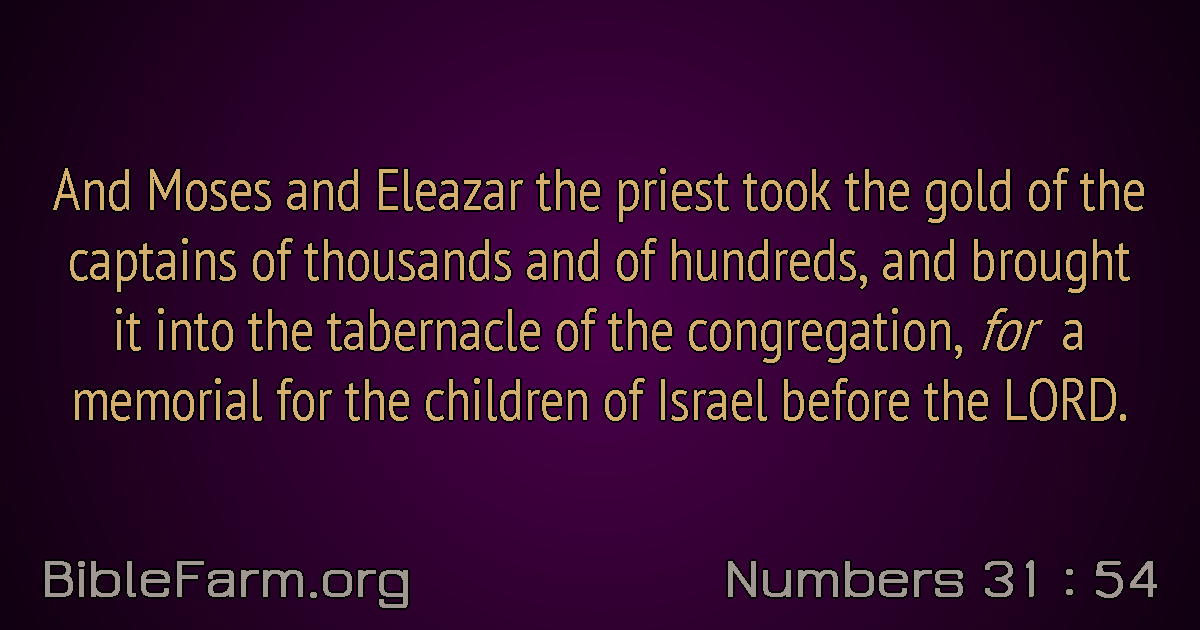 And Moses and Eleazar the priest took the gold of the
captains of thousands and of hundreds, and brought
it into the tabernacle of the congregation, for a
memorial for the children of Israel before the LORD.
BibleFarm.org
Numbers 31 : 54